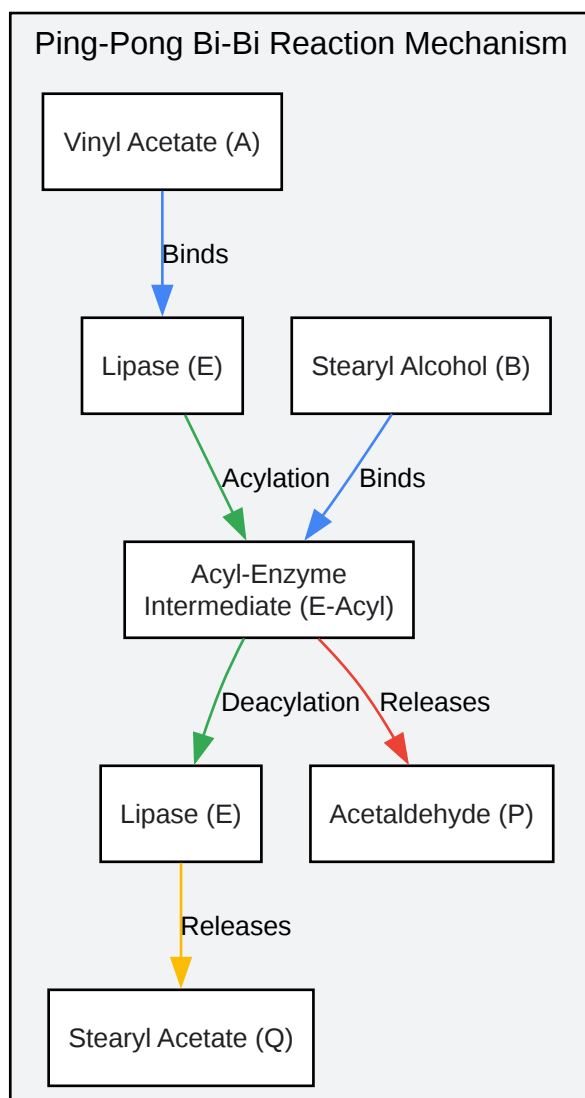 Ping-Pong Bi-Bi Reaction Mechanism
Vinyl Acetate (A)
Binds
Lipase (E)
Stearyl Alcohol (B)
Acylation
Binds
Acyl-Enzyme
Intermediate (E-Acyl)
Deacylation
Releases
Lipase (E)
Acetaldehyde (P)
Releases
Stearyl Acetate (Q)